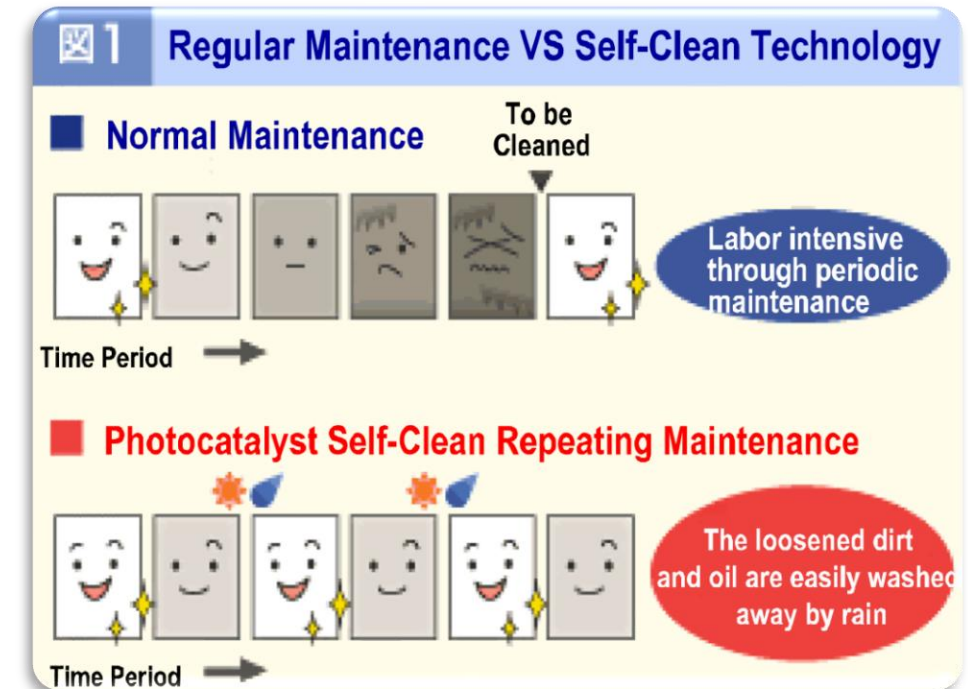 図1 Regular Maintenance VS Self-Clean Technology
Normal Maintenance
To be
Cleaned
Labor intensive
through periodic
maintenance
Time Period
Photocatalyst Self-Clean Repeating Maintenance
The loosened dirt
and oil are easily washed
away by rain
Time Period